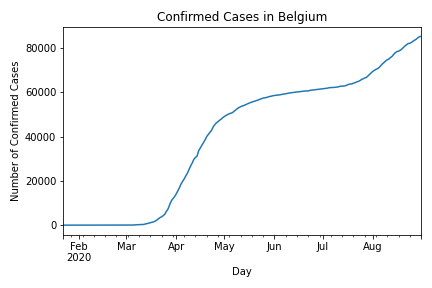 Confirmed Cases in Belgium
Number of Confirmed Cases
80000
60000
40000
20000
0
Feb Mar Apr May Jun Jul Aug
2020
Day